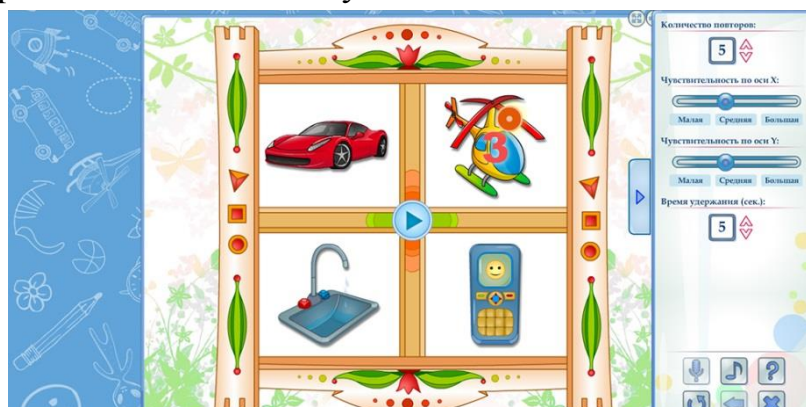 Количество повторов:
5
Чувствительность по оси X:
Малая Средняя Большая
Чувствительность по оси Y:
Малая Средняя Большая
Время удержания (сек.):
5
3
?